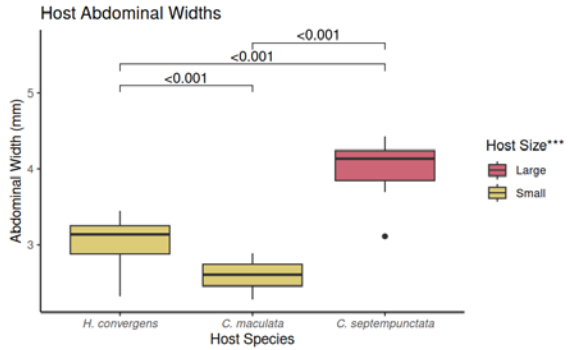 Host Abdominal Widths
<0.001
<0.001
<0.001
5
4
3
Abdominal Width (mm)
H. convergens
C. maculata
C. septempunctata
Host Species
Host Size***
Large
Small